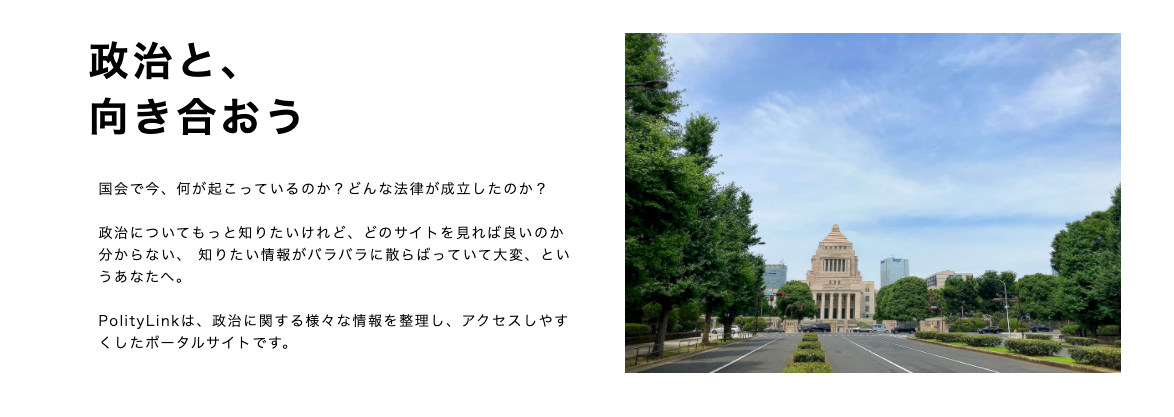 政治と、
向き合おう
国会で今、何が起こっているのか？どんな法律が成立したのか？
政治についてもっと知りたいけれど、どのサイトを見れば良いのか
分からない、 知りたい情報がバラバラに散らばっていて大変、とい
うあなたへ。
PolityLinkは、政治に関する様々な情報を整理し、アクセスしやす
くしたポータルサイトです。